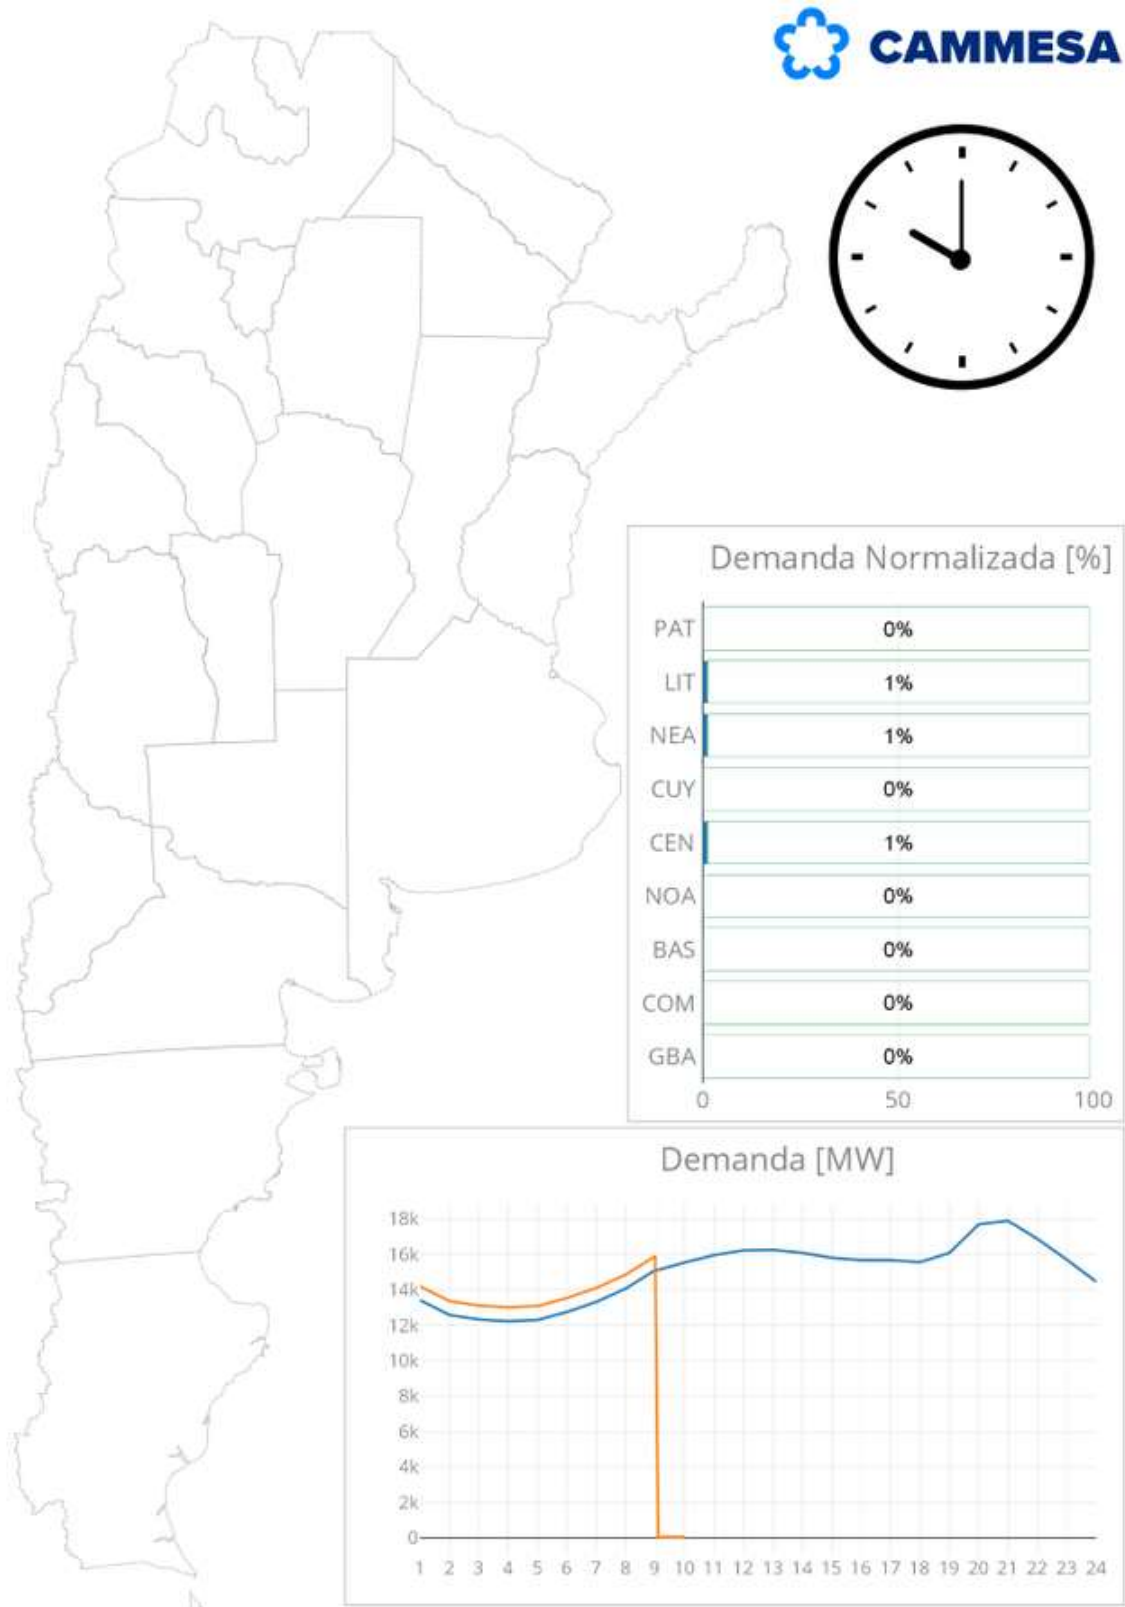 CAMMESA
Demanda Normalizada [%]
PAT 0%
LIT 1%
NEA 1%
CUY 0%
CEN 1%
NOA 0%
BAS 0%
COM 0%
GBA 0%
0 50 100
Demanda [MW]
18k
16k
14k
12k
10k
8k
6k
4k
2k
0
1 2 3 4 5 6 7 8 9 10 11 12 13 14 15 16 17 18 19 20 21 22 23 24